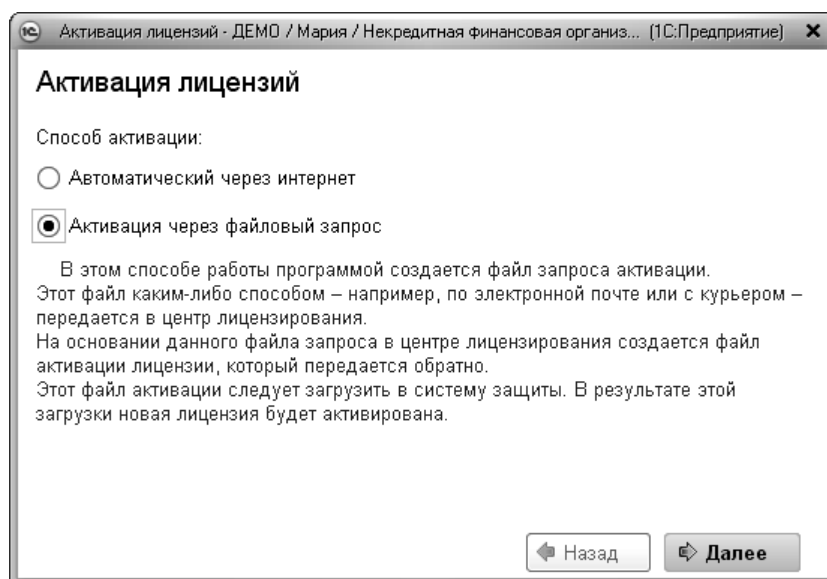 1С Активация лицензий - ДЕМО / Мария / Некредитная финансовая организ... (1С:Предприятие)
Активация лицензий
Способ активации:
Автоматический через интернет
Активация через файловый запрос
В этом способе работы программой создается файл запроса активации.
Этот файл каким-либо способом – например, по электронной почте или с курьером –
передается в центр лицензирования.
На основании данного файла запроса в центре лицензирования создается файл
активации лицензии, который передается обратно.
Этот файл активации следует загрузить в систему защиты. В результате этой
загрузки новая лицензия будет активирована.
Назад Далее